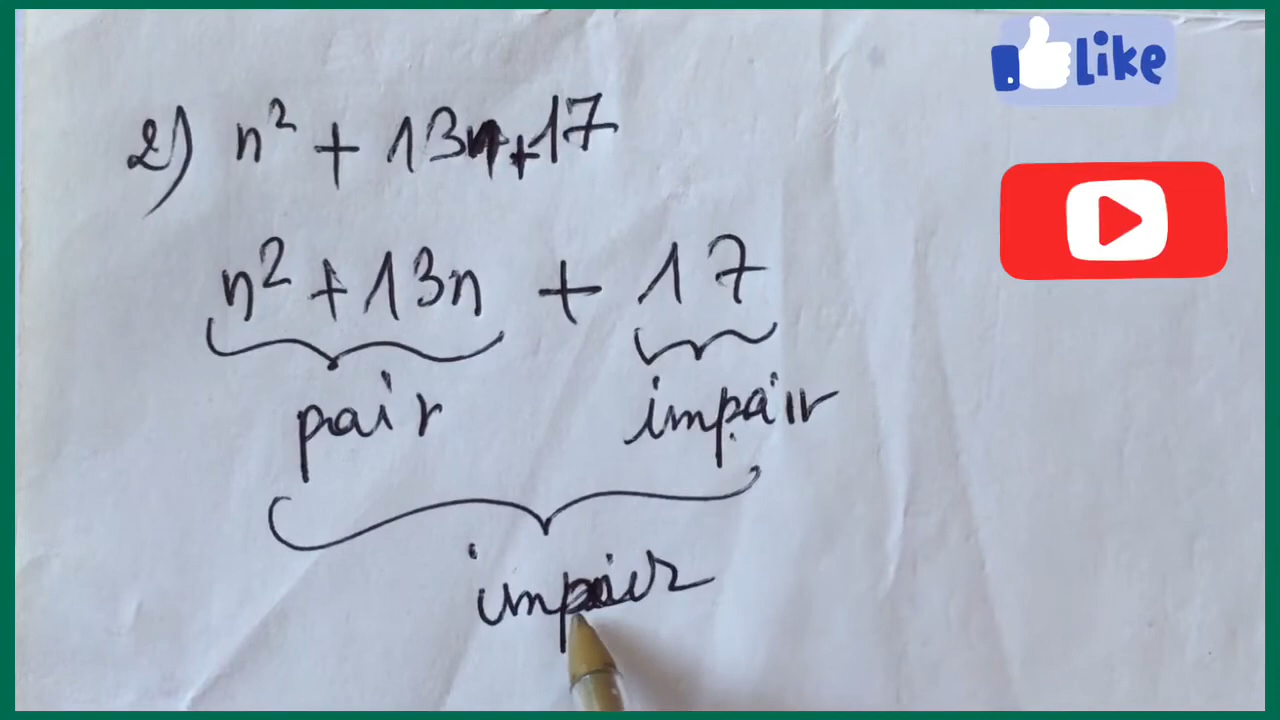 Like
2) n² + 13n + 17
n² + 13n + 17
pair impair
impair